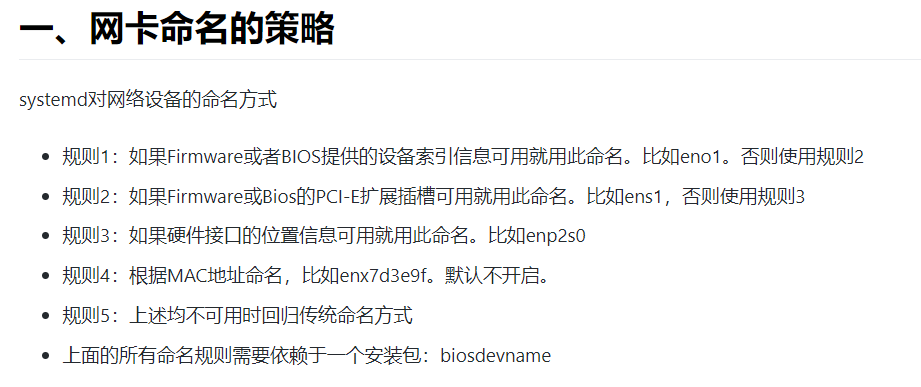 一、网卡命名的策略
systemd对网络设备的命名方式
• 规则1：如果Firmware或者BIOS提供的设备索引信息可用就用此命名。比如eno1。否则使用规则2
• 规则2：如果Firmware或Bios的PCI-E扩展插槽可用就用此命名。比如ens1，否则使用规则3
• 规则3：如果硬件接口的位置信息可用就用此命名。比如enp2s0
• 规则4：根据MAC地址命名，比如enx7d3e9f。默认不开启。
• 规则5：上述均不可用时回归传统命名方式
• 上面的所有命名规则需要依赖于一个安装包：biosdevname